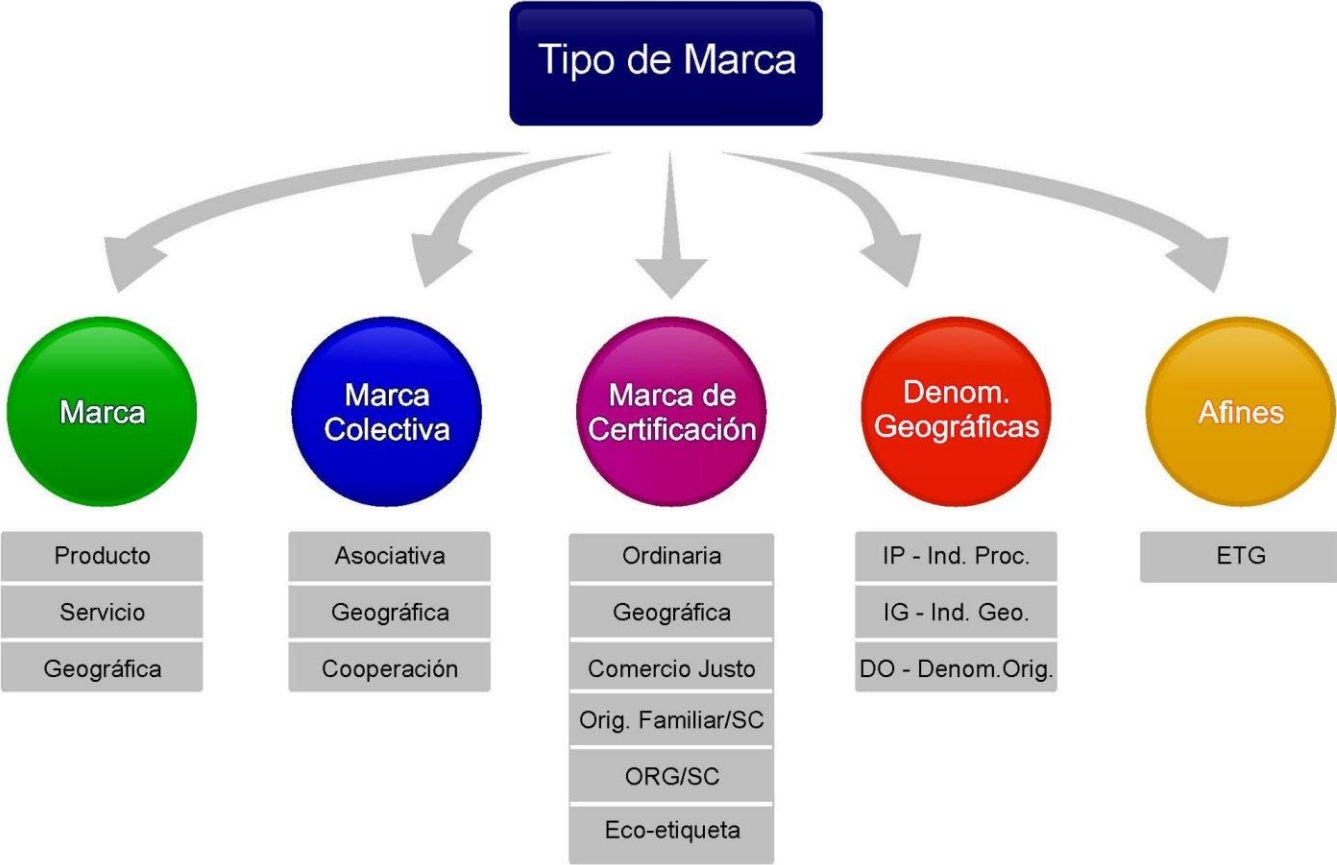 Tipo de Marca
Marca
Marca
Colectiva
Marca de
Certificación
Denom.
Geográficas
Afines
Producto
Servicio
Geográfica
Asociativa
Geográfica
Cooperación
Ordinaria
Geográfica
Comercio Justo
Orig. Familiar/SC
ORG/SC
Eco-etiqueta
IP - Ind. Proc.
IG - Ind. Geo.
DO - Denom.Orig.
ETG